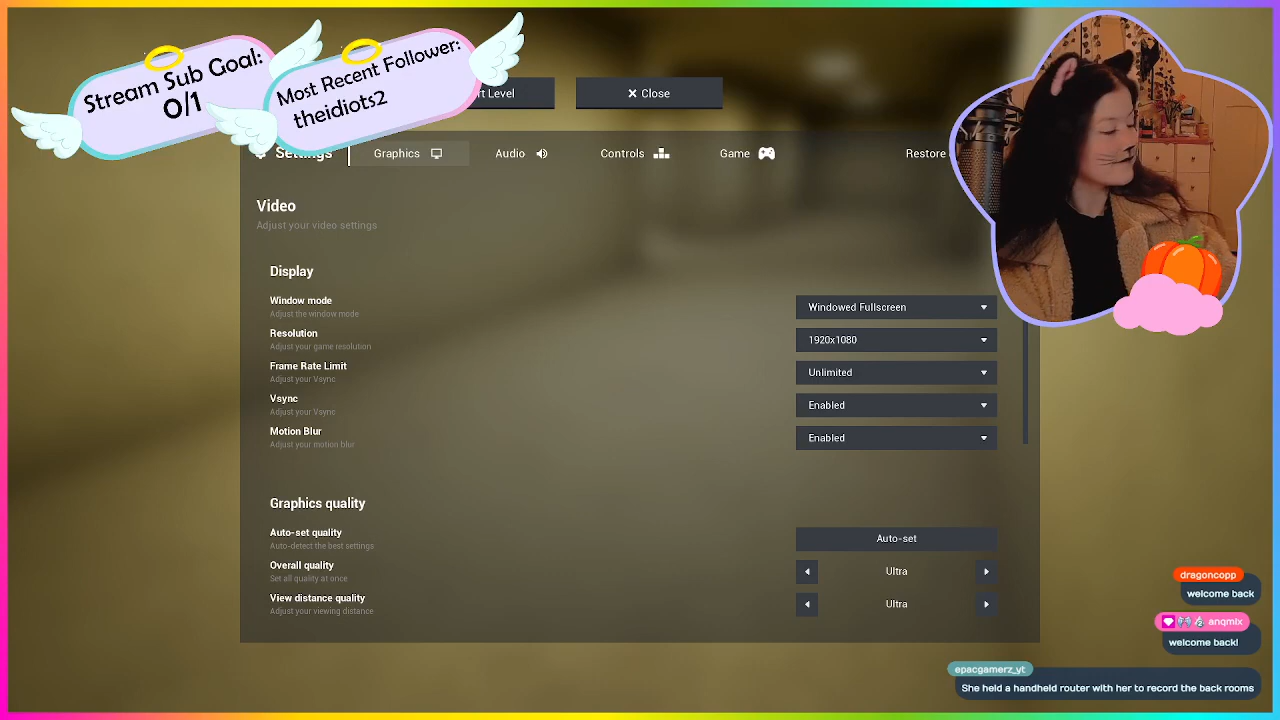 Stream Sub Goal:
0/1
Most Recent Follower:
theidiots2
Level
Close
Settings
Graphics
Audio
Controls
Game
Restore
Video
Adjust your video settings
Display
Window mode
Adjust the window mode
Windowed Fullscreen
Resolution
Adjust your game resolution
1920x1080
Frame Rate Limit
Adjust your Vsync
Unlimited
Vsync
Adjust your Vsync
Enabled
Motion Blur
Adjust your motion blur
Enabled
Graphics quality
Auto-set quality
Auto-detect the best settings
Auto-set
Overall quality
Set all quality at once
Ultra
View distance quality
Adjust your viewing distance
Ultra
dragoncopp
welcome back
anqmix
welcome back!
epacgamerz_yt
She held a handheld router with her to record the back rooms